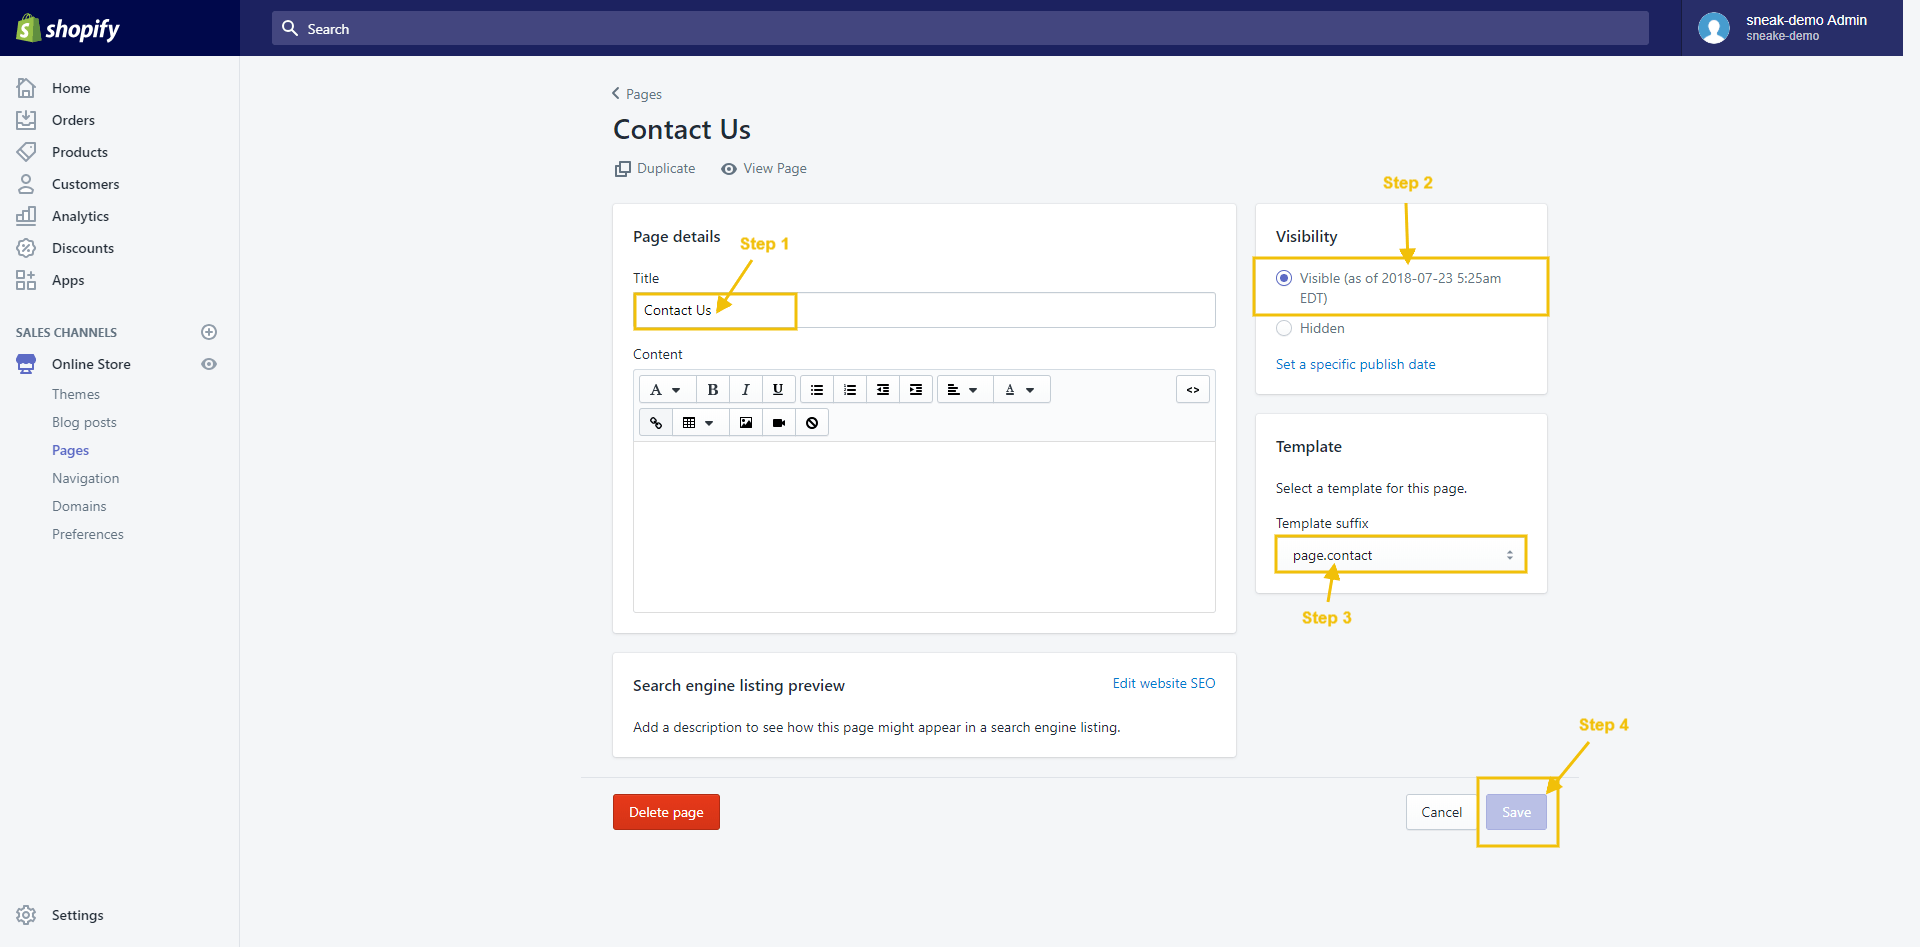 shopify
Search
sneak-demo Admin
sneake-demo
Home
Orders
Products
Customers
Analytics
Discounts
Apps
SALES CHANNELS
Online Store
Themes
Blog posts
Pages
Navigation
Domains
Preferences
Settings
Pages
Contact Us
Duplicate
View Page
Page details
Step 1
Title
Contact Us
Content
A
B
I
U
A
<>
Step 2
Visibility
Visible (as of 2018-07-23 5:25am
EDT)
Hidden
Set a specific publish date
Template
Select a template for this page.
Template suffix
page.contact
Step 3
Search engine listing preview
Edit website SEO
Add a description to see how this page might appear in a search engine listing.
Step 4
Delete page
Cancel
Save